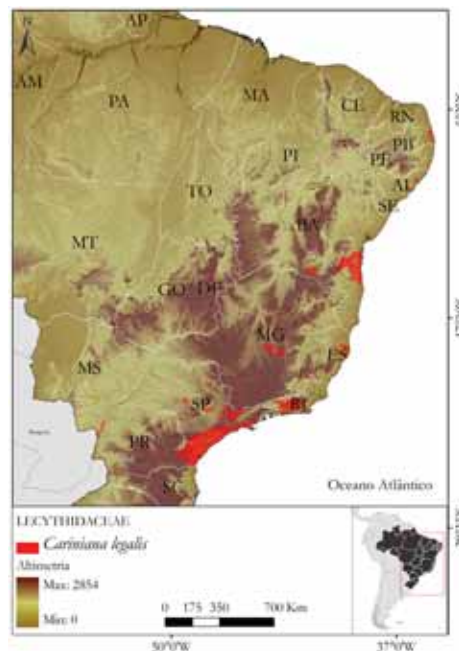 N
AP
AM
PA
MA
CE
RN
PB
PE
PI
AL
SE
TO
BA
MT
GO
DF
MG
ES
MS
SP
RJ
PR
SC
Oceano Atlântico
LECYTHIDACEAE
Cariniana legalis
Altimetria
Max: 2854
Min: 0
0 175 350 700 Km
50°0'0"W